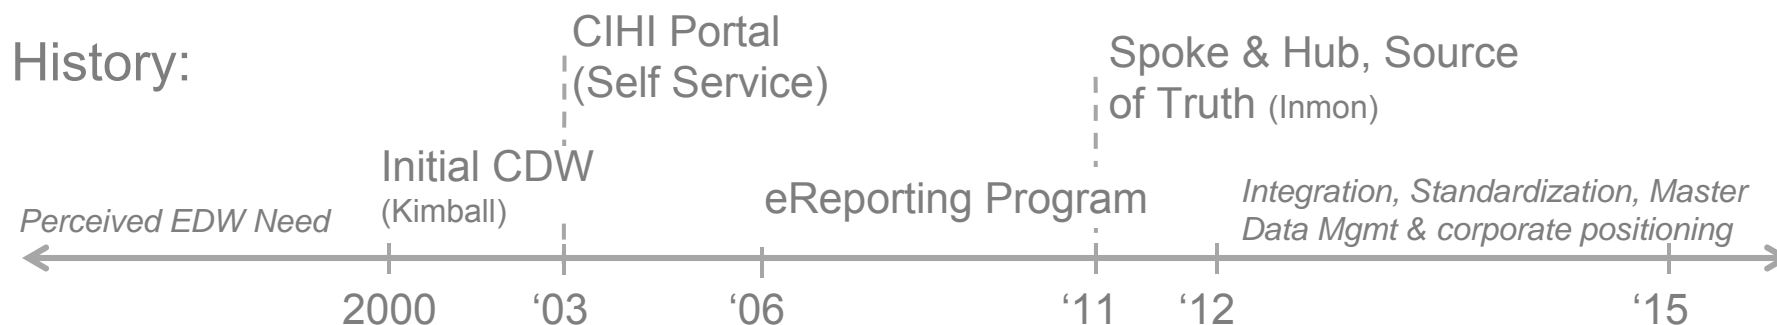 History:
CIHI Portal
(Self Service)
Spoke & Hub, Source
of Truth (Inmon)
Initial CDW
(Kimball)
eReporting Program
Integration, Standardization, Master
Data Mgmt & corporate positioning
Perceived EDW Need
2000 ‘03 ‘06 ‘11 ‘12 ‘15